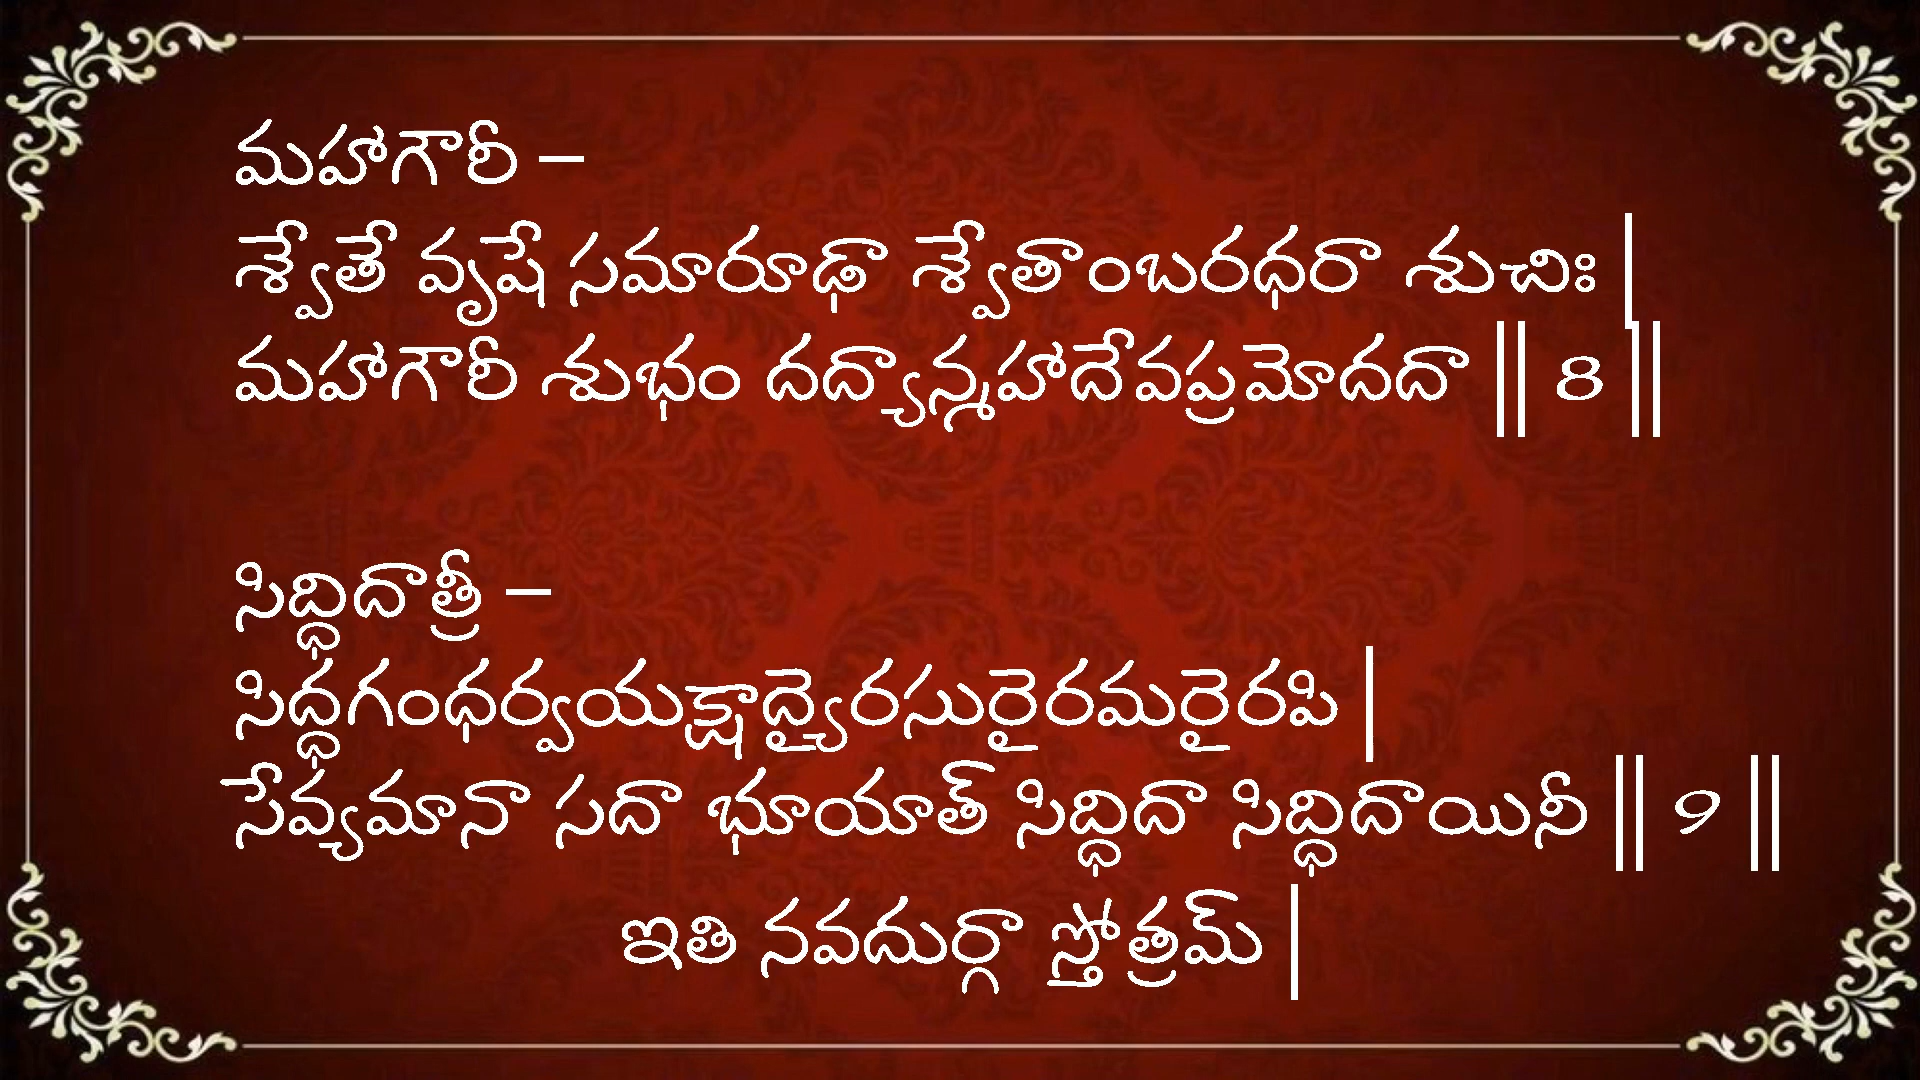 మహాగౌరీ –
శ్వేతే వృషే సమారూఢా శ్వేతాంబరధరా శుచిః |
మహాగౌరీ శుభం దద్యాన్మహాదేవప్రమోదదా || 8 ||
సిద్ధిదాత్రీ –
సిద్ధగంధర్వయక్షాద్యైరసురైరమరైరపి |
సేవ్యమానా సదా భూయాత్ సిద్ధిదా సిద్ధిదాయినీ || ౯ ||
ఇతి నవదుర్గా స్తోత్రమ్ |